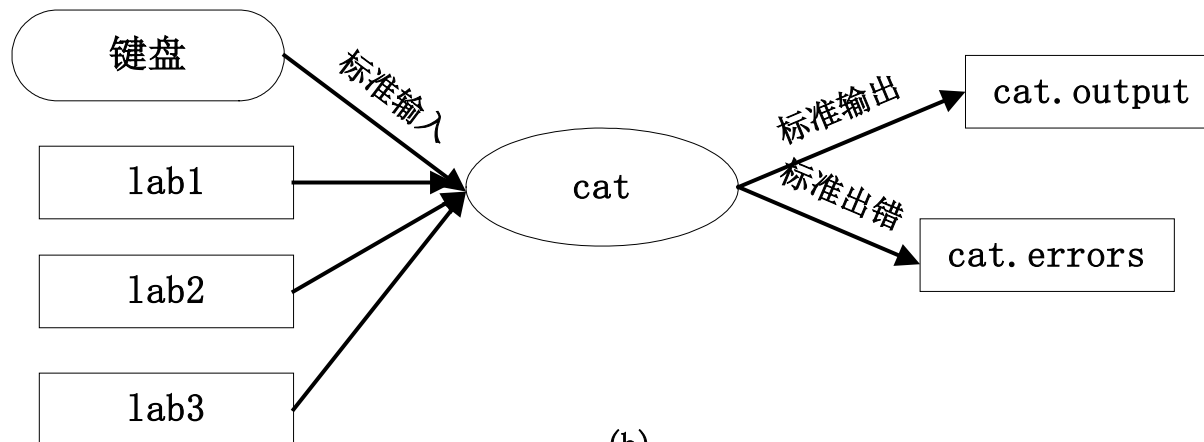 键盘
标准输入
lab1
lab2
lab3
cat
标准输出
标准出错
cat.output
cat.errors
(b)